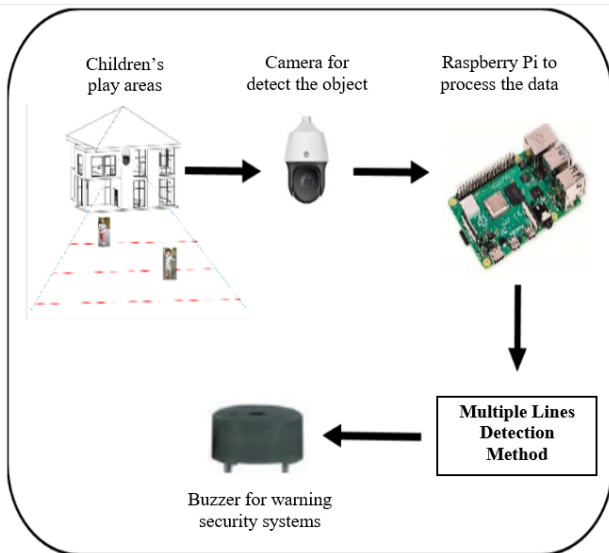 Children's
play areas
Camera for
detect the object
Raspberry Pi to
process the data
Multiple Lines
Detection
Method
Buzzer for warning
security systems